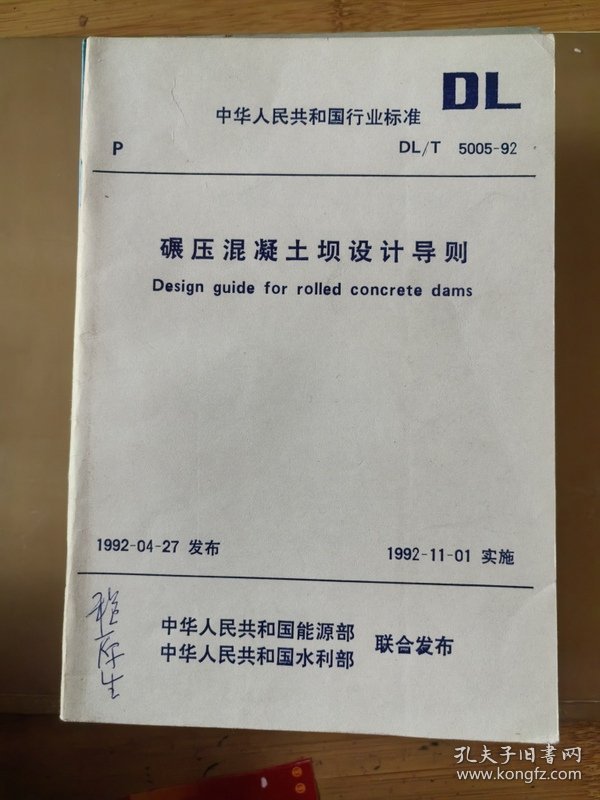 DL
中华人民共和国行业标准
P
DL/T 5005-92
碾压混凝土坝设计导则
Design guide for rolled concrete dams
1992-04-27 发布
1992-11-01 实施
中华人民共和国能源部
中华人民共和国水利部
联合发布
孔夫子旧书网
www.kongfz.com